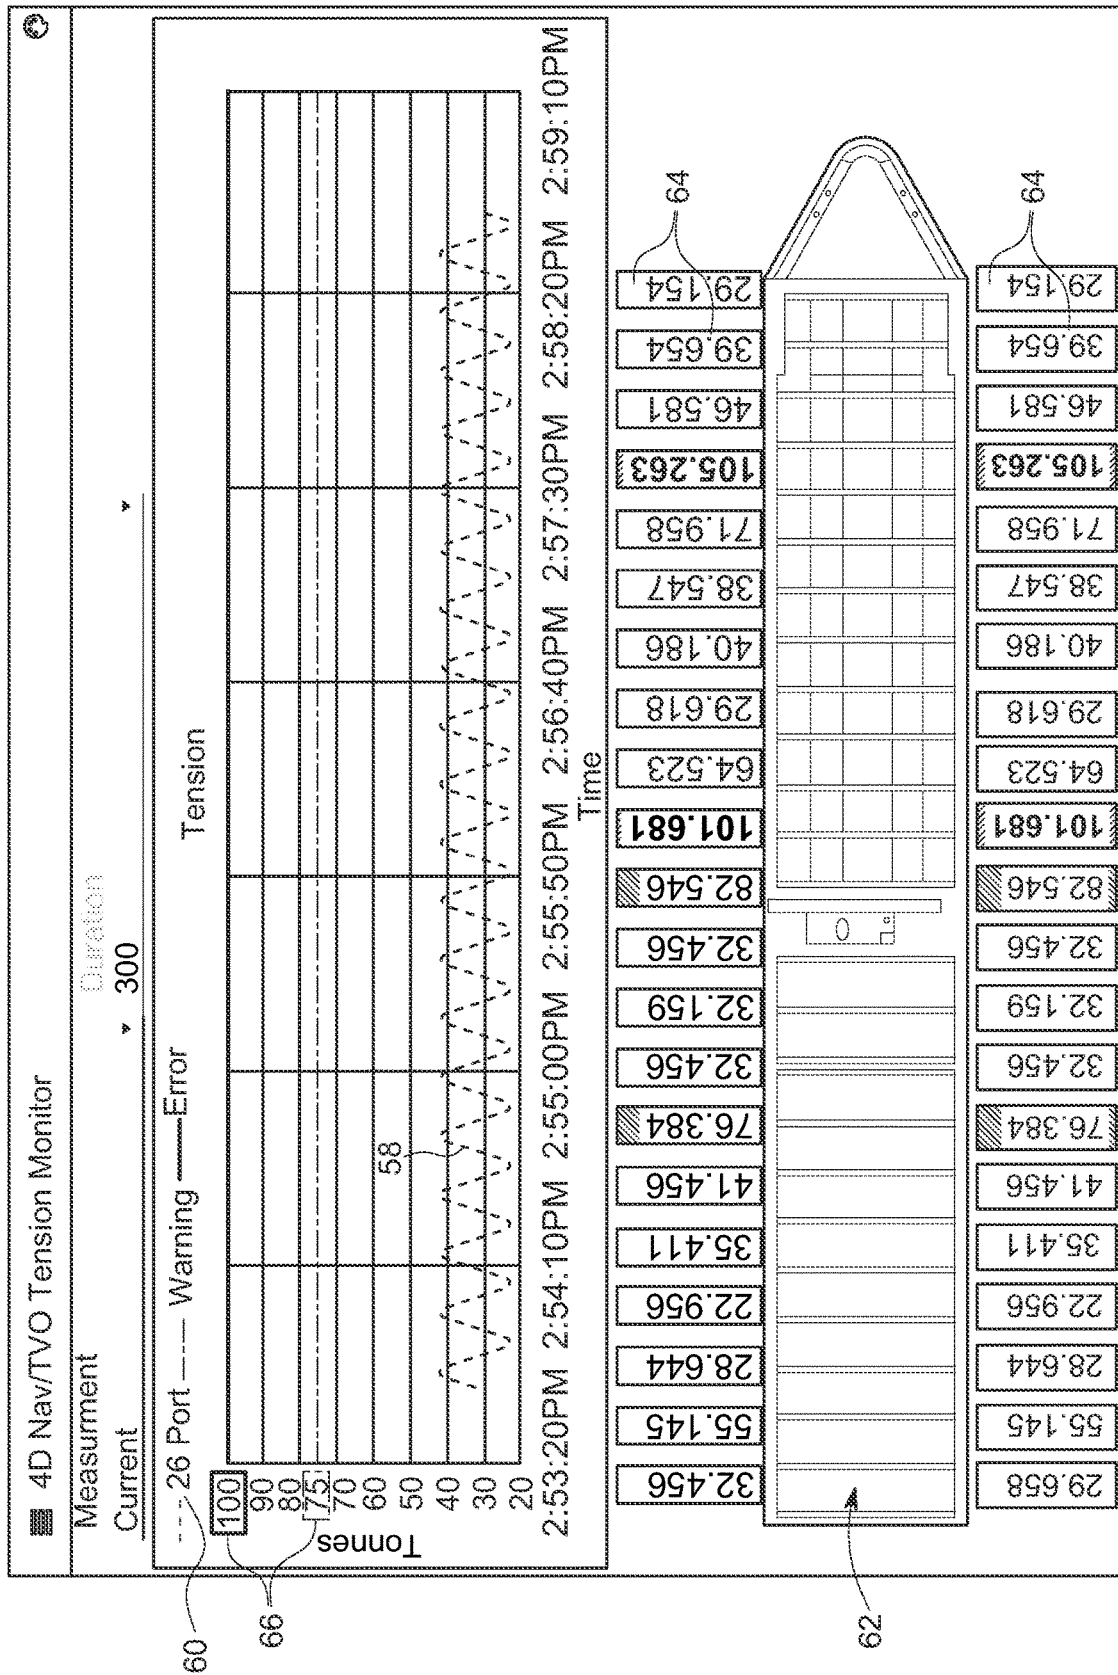 4D Nav/TVO Tension Monitor
Measurment
Duration
Current
300
26 Port
Warning
Error
Tension
60
66
58
Tonnes
100
90
80
75
70
60
50
40
30
20
2:53:20PM 2:54:10PM 2:55:00PM 2:55:50PM 2:56:40PM 2:57:30PM 2:58:20PM 2:59:10PM
Time
64
32.456 55.145 28.644 22.956 35.411 41.456 76.384 32.456 32.159 32.456 82.546 101.681 64.523 29.618 40.186 38.547 71.958 105.263 46.581 39.654 29.154
62
29.658 55.145 28.644 22.956 35.411 41.456 76.384 32.456 32.159 32.456 82.546 101.681 64.523 29.618 40.186 38.547 71.958 105.263 46.581 39.654 29.154
64